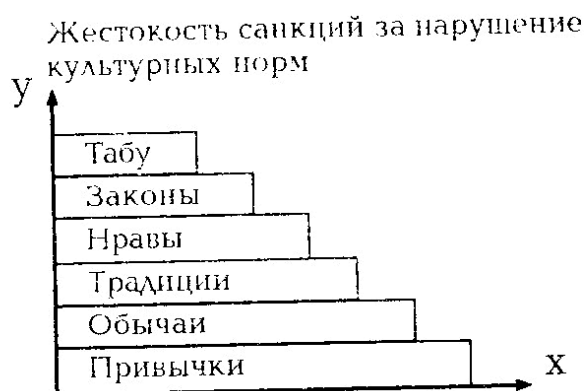 Жестокость санкций за нарушение
культурных норм
y
Табу
Законы
Нравы
Традиции
Обычаи
Привычки
x